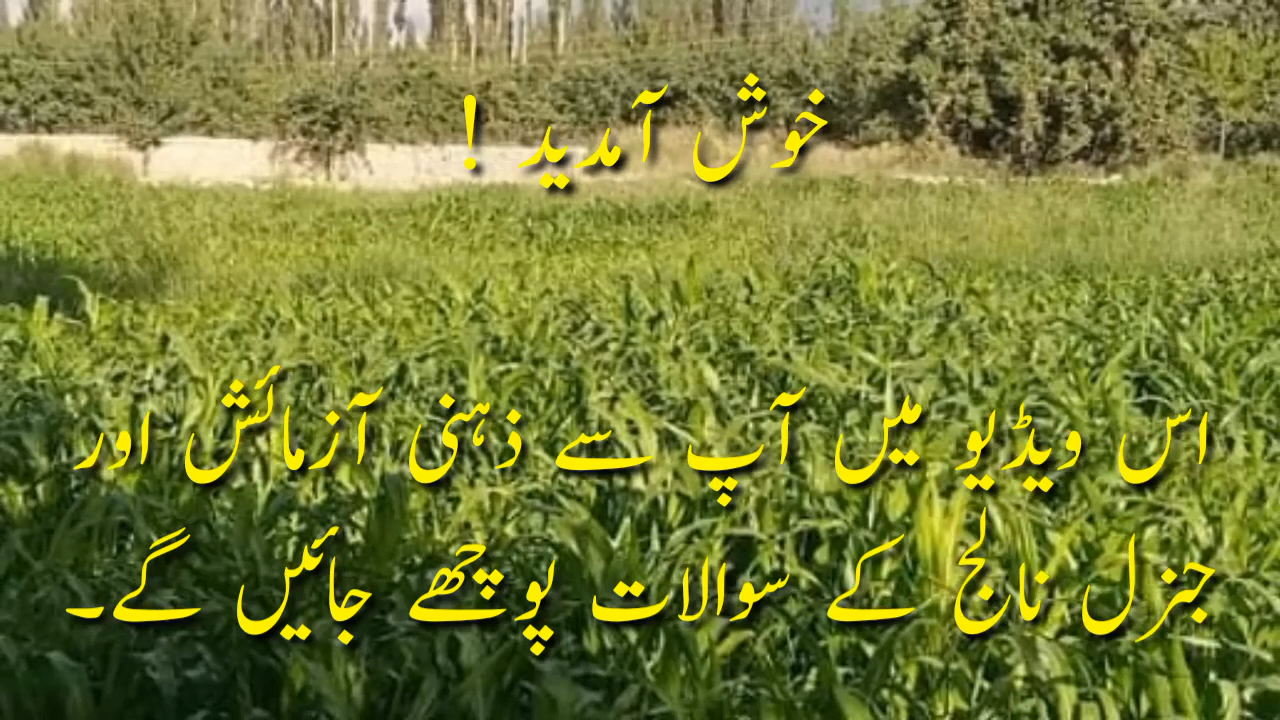 خوش آمدید !
اس ویڈیو میں آپ سے ذہنی آزمائش اور
جنرل نالج کے سوالات پوچھے جائیں گے۔